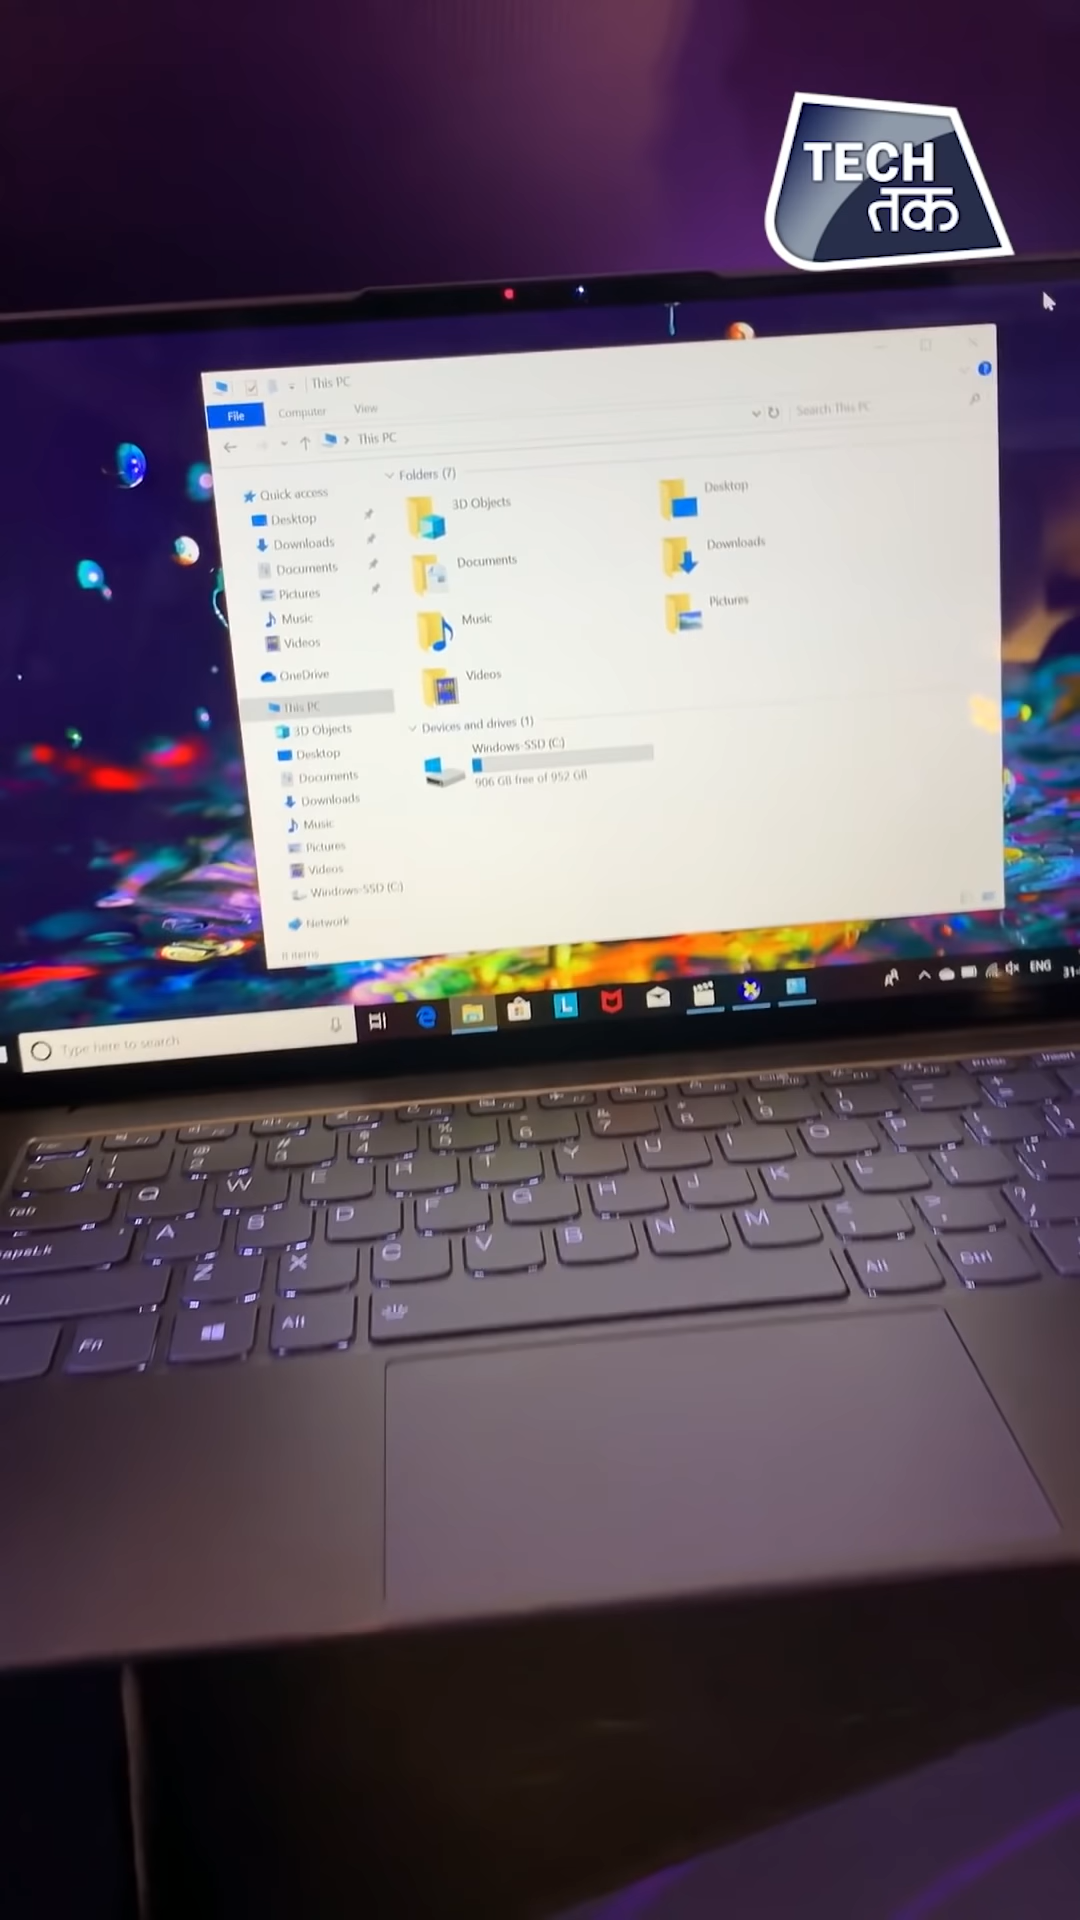 TECH
तक
This PC
File Computer View
This PC
Search This PC
Quick access
Desktop
Downloads
Documents
Pictures
Music
Videos
OneDrive
This PC
3D Objects
Desktop
Documents
Downloads
Music
Pictures
Videos
Windows-SSD (C:)
Network
8 items
Folders (7)
3D Objects
Desktop
Documents
Downloads
Music
Pictures
Videos
Devices and drives (1)
Windows-SSD (C:)
906 GB free of 952 GB
Type here to search
ENG
Q W E R T Y U I O P
A S D F G H J K L
Z X C V B N M
Fn Alt Alt Ctrl
Tab